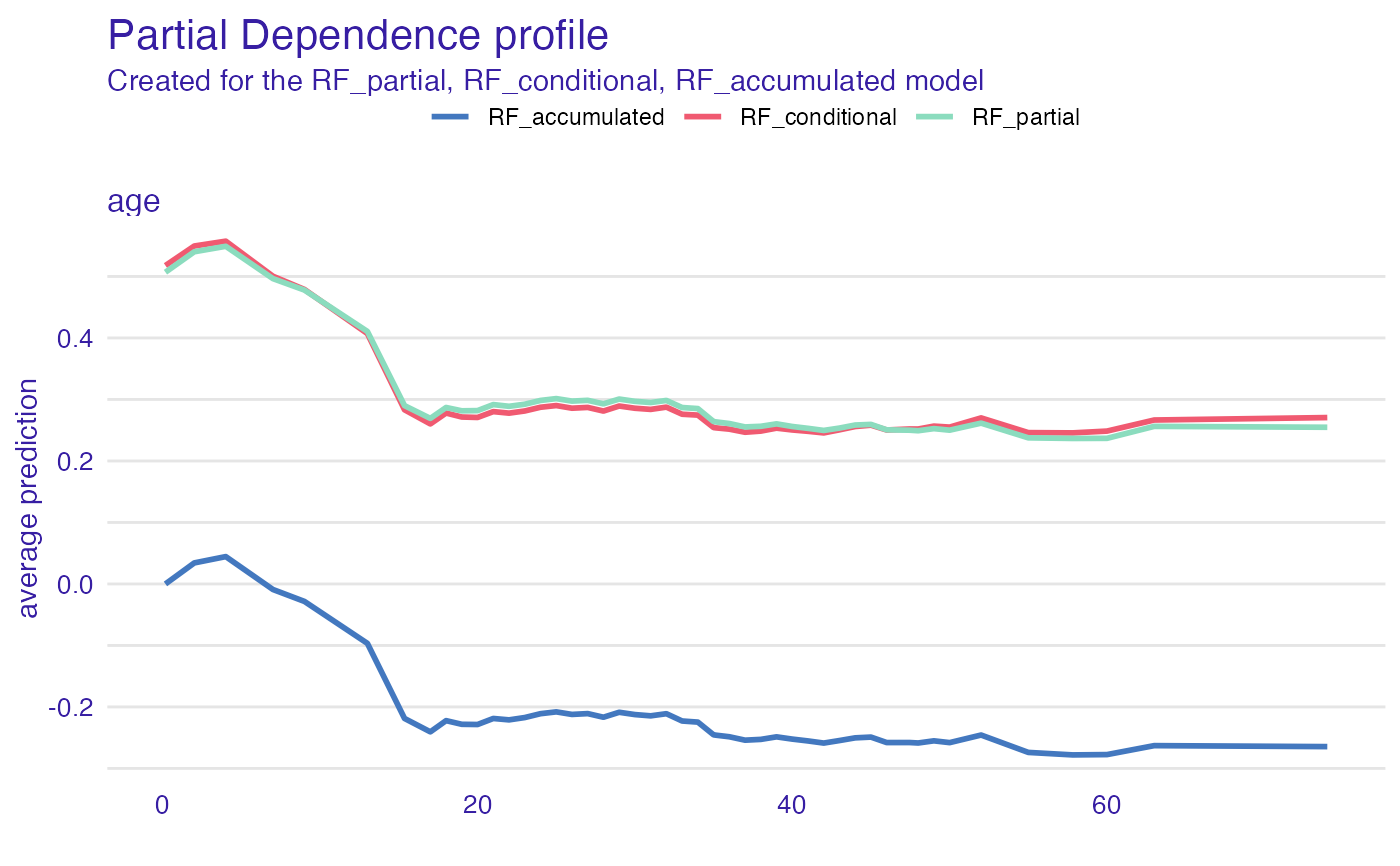 Partial Dependence profile
Created for the RF_partial, RF_conditional, RF_accumulated model
RF_accumulated RF_conditional RF_partial
age
average prediction
0.4
0.2
0.0
-0.2
0 20 40 60